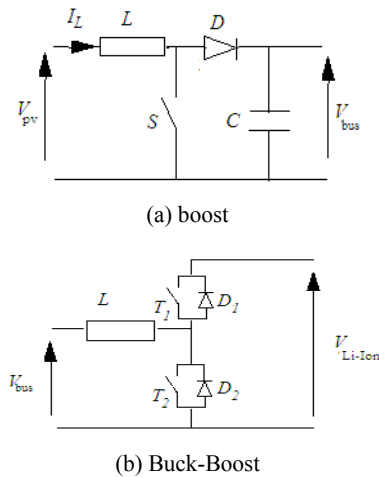 I_L L D
V_pv S C V_bus
(a) boost
L T_1 D_1
V_bus T_2 D_2 V_Li-Ion
(b) Buck-Boost